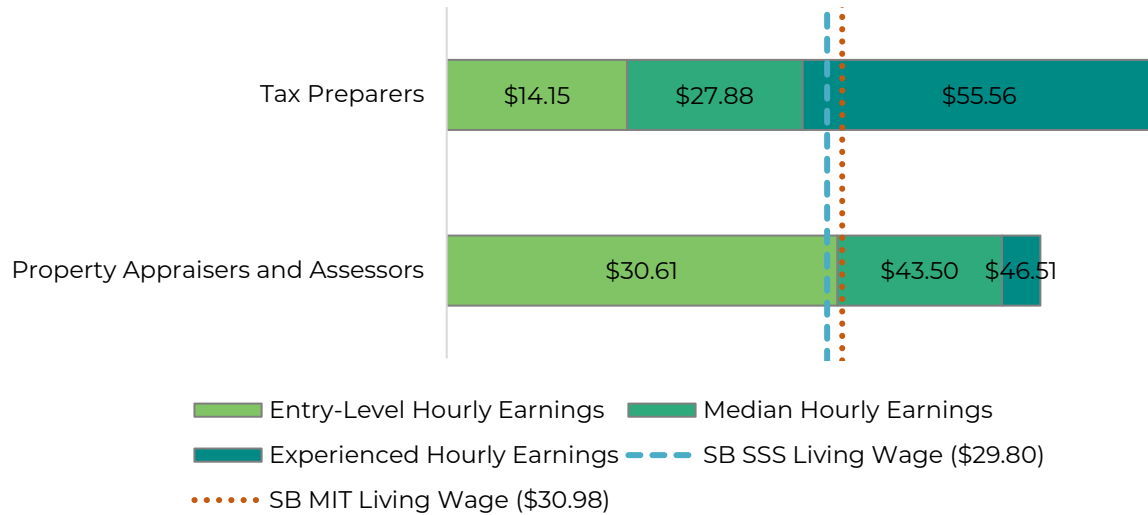 Tax Preparers
$14.15 $27.88 $55.56
Property Appraisers and Assessors
$30.61 $43.50 $46.51
Entry-Level Hourly Earnings Median Hourly Earnings
Experienced Hourly Earnings SB SSS Living Wage ($29.80)
SB MIT Living Wage ($30.98)